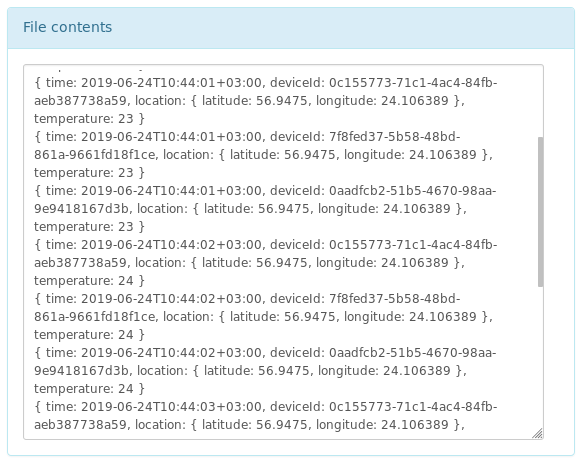 File contents
{ time: 2019-06-24T10:44:01+03:00, deviceId: 0c155773-71c1-4ac4-84fb-
aeb387738a59, location: { latitude: 56.9475, longitude: 24.106389 },
temperature: 23 }
{ time: 2019-06-24T10:44:01+03:00, deviceId: 7f8fed37-5b58-48bd-
861a-9661fd18f1ce, location: { latitude: 56.9475, longitude: 24.106389 },
temperature: 23 }
{ time: 2019-06-24T10:44:01+03:00, deviceId: 0aadfcb2-51b5-4670-98aa-
9e9418167d3b, location: { latitude: 56.9475, longitude: 24.106389 },
temperature: 23 }
{ time: 2019-06-24T10:44:02+03:00, deviceId: 0c155773-71c1-4ac4-84fb-
aeb387738a59, location: { latitude: 56.9475, longitude: 24.106389 },
temperature: 24 }
{ time: 2019-06-24T10:44:02+03:00, deviceId: 7f8fed37-5b58-48bd-
861a-9661fd18f1ce, location: { latitude: 56.9475, longitude: 24.106389 },
temperature: 24 }
{ time: 2019-06-24T10:44:02+03:00, deviceId: 0aadfcb2-51b5-4670-98aa-
9e9418167d3b, location: { latitude: 56.9475, longitude: 24.106389 },
temperature: 24 }
{ time: 2019-06-24T10:44:03+03:00, deviceId: 0c155773-71c1-4ac4-84fb-
aeb387738a59, location: { latitude: 56.9475, longitude: 24.106389 },